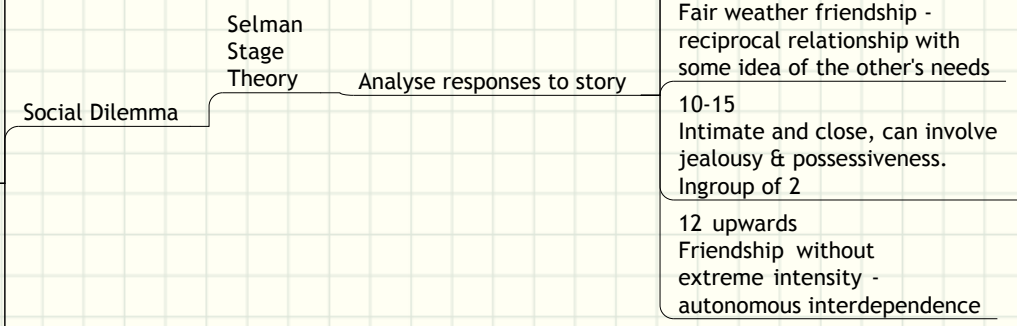 Social Dilemma
Selman
Stage
Theory
Analyse responses to story
Fair weather friendship -
reciprocal relationship with
some idea of the other's needs
10-15
Intimate and close, can involve
jealousy & possessiveness.
Ingroup of 2
12 upwards
Friendship without
extreme intensity -
autonomous interdependence